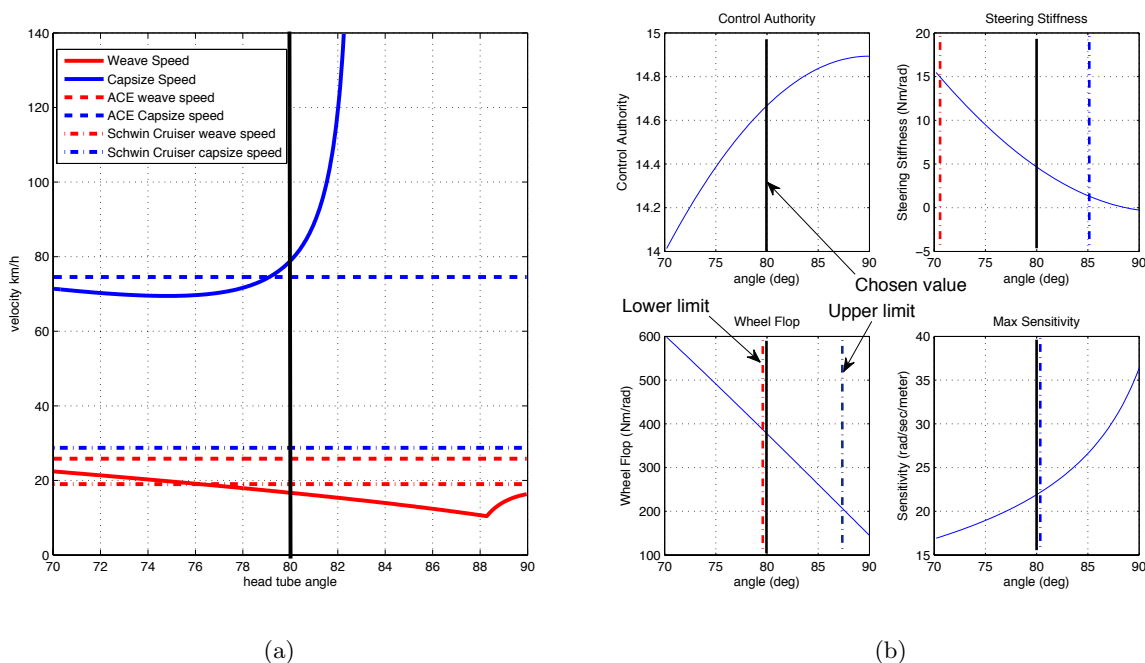 140
120
100
80
60
40
20
0
velocity km/h
70 72 74 76 78 80 82 84 86 88 90
head tube angle
Weave Speed
Capsize Speed
ACE weave speed
ACE Capsize speed
Schwin Cruiser weave speed
Schwin Cruiser capsize speed
(a)
Control Authority
15
14.8
14.6
14.4
14.2
14
Control Authority
70 75 80 85 90
angle (deg)
Steering Stiffness
20
15
10
5
0
−5
Steering Stiffness (Nm/rad)
70 75 80 85 90
angle (deg)
Chosen value
Lower limit
Upper limit
Wheel Flop
600
500
400
300
200
100
Wheel Flop (Nm/rad)
70 75 80 85 90
angle (deg)
Max Sensitivity
40
35
30
25
20
15
Sensitivity (rad/sec/meter)
70 75 80 85 90
angle (deg)
(b)